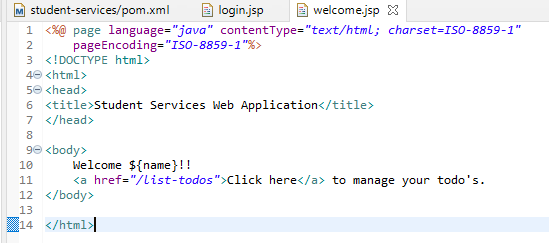 student-services/pom.xml login.jsp welcome.jsp
1 <%@ page language="java" contentType="text/html; charset=ISO-8859-1"
2 pageEncoding="ISO-8859-1"%>
3 <!DOCTYPE html>
4 <html>
5 <head>
6 <title>Student Services Web Application</title>
7 </head>
8
9 <body>
10 Welcome ${name}!!
11 <a href="/list-todos">Click here</a> to manage your todo's.
12 </body>
13
14 </html>